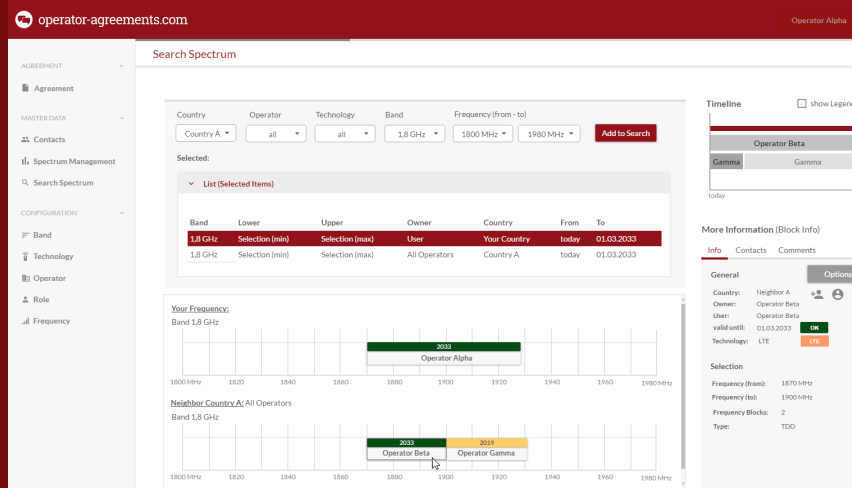 operator-agreements.com
Operator Alpha
Search Spectrum
AGREEMENT
Agreement
MASTER DATA
Contacts
Spectrum Management
Search Spectrum
CONFIGURATION
Band
Technology
Operator
Role
Frequency
Country Operator Technology Band Frequency (from - to)
Country A all all 1,8 GHz 1800 MHz 1980 MHz Add to Search
Selected:
List (Selected Items)
Band Lower Upper Owner Country From To
1,8 GHz Selection (min) Selection (max) User Your Country today 01.03.2033
1,8 GHz Selection (min) Selection (max) All Operators Country A today 01.03.2033
Your Frequency:
Band 1,8 GHz
2033
Operator Alpha
1800 MHz 1820 1840 1860 1880 1900 1920 1940 1960 1980 MHz
Neighbor Country A: All Operators
Band 1,8 GHz
2033 2019
Operator Beta Operator Gamma
1800 MHz 1820 1840 1860 1880 1900 1920 1940 1960 1980 MHz
Timeline show Legend
Operator Beta
Gamma Gamma
today
More Information (Block Info)
Info Contacts Comments
General Options
Country: Neighbor A
Owner: Operator Beta
User: Operator Beta
valid until: 01.03.2033 OK
Technology: LTE LTE
Selection
Frequency (from): 1870 MHz
Frequency (to): 1900 MHz
Frequency Blocks: 2
Type: TDD